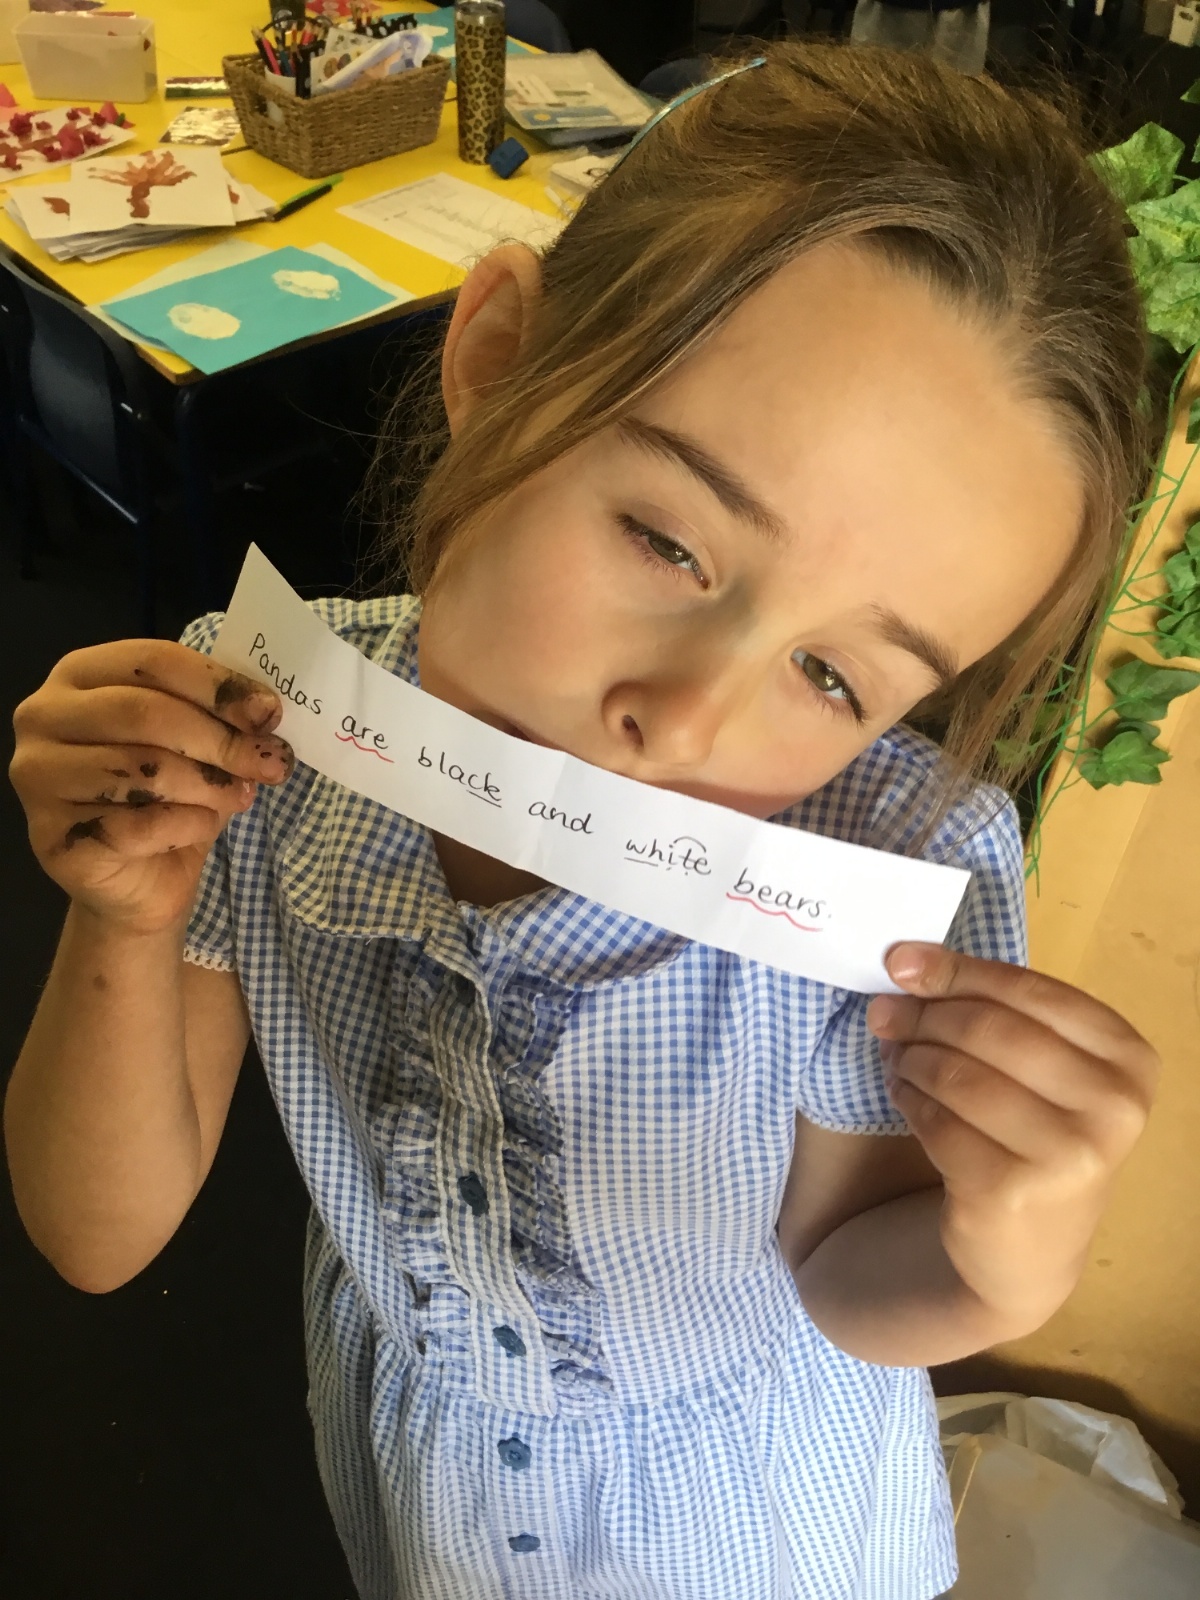 Pandas are black and white bears.